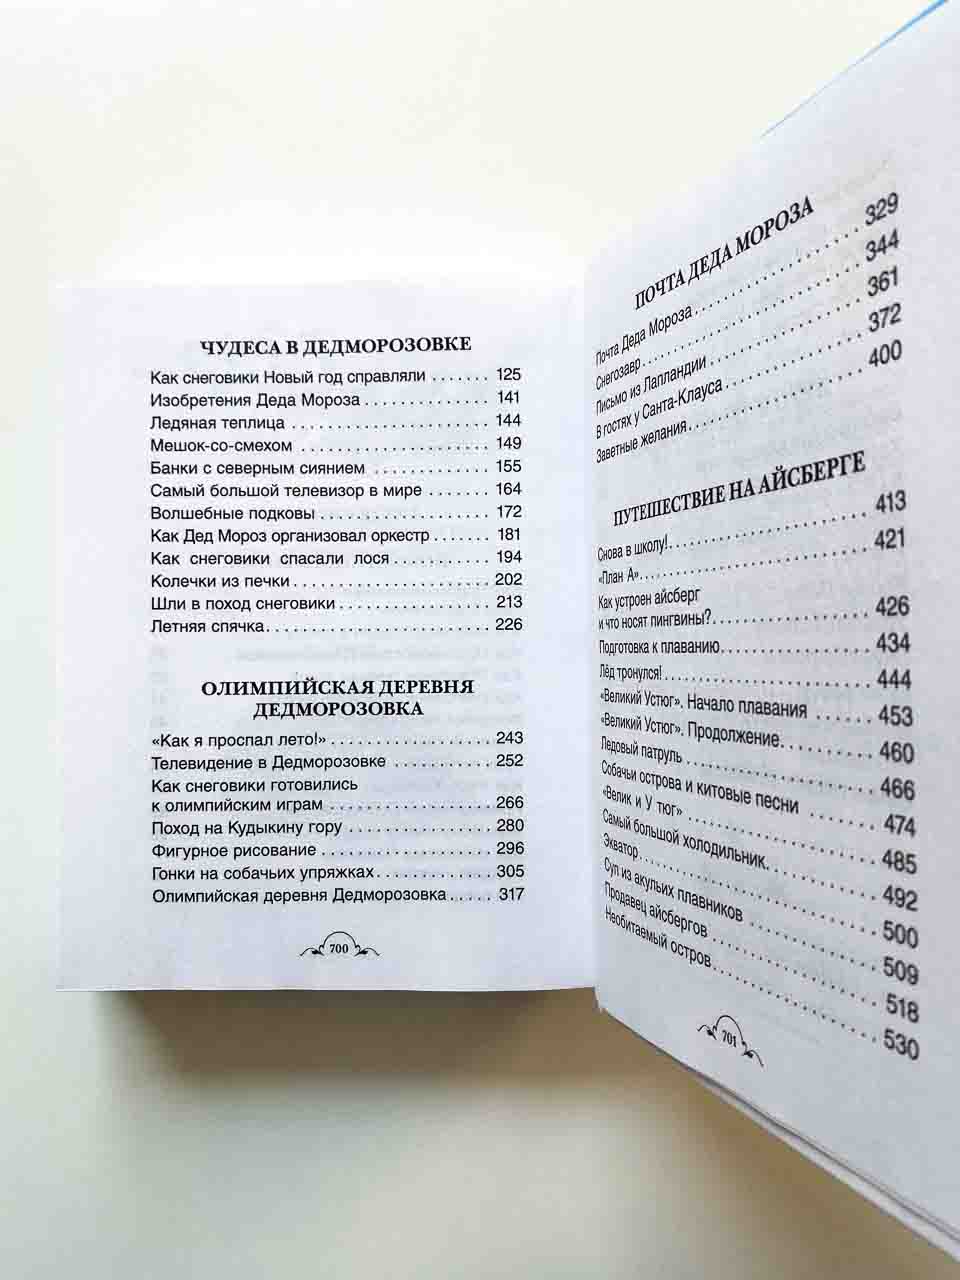 ЧУДЕСА В ДЕДМОРОЗОВКЕ
Как снеговики Новый год справляли ....... 125
Изобретения Деда Мороза ............. 141
Ледяная теплица ..................... 144
Мешок-со-смехом .................... 149
Банки с северным сиянием ............. 155
Самый большой телевизор в мире ....... 164
Волшебные подковы .................. 172
Как Дед Мороз организовал оркестр ....... 181
Как снеговики спасали лося ........... 194
Колечки из печки ..................... 202
Шли в поход снеговики ................ 213
Летняя спячка ........................ 226
ОЛИМПИЙСКАЯ ДЕРЕВНЯ
ДЕДМОРОЗОВКА
«Как я проспал лето!» ................. 243
Телевидение в Дедморозовке ........... 252
Как снеговики готовились
к олимпийским играм .................. 266
Поход на Кудыкину гору ................ 280
Фигурное рисование ................... 296
Гонки на собачьих упряжках ............. 305
Олимпийская деревня Дедморозовка ..... 317
700
ПОЧТА ДЕДА МОРОЗА
Почта Деда Мороза .................. 329
Снегозавр ......................... 344
Письмо из Лапландии ................ 361
В гостях у Санта-Клауса .............. 372
Заветные желания ................... 400
ПУТЕШЕСТВИЕ НА АЙСБЕРГЕ
Снова в школу! ...................... 413
«План А» ........................... 421
Как устроен айсберг
и что носят пингвины? ................ 426
Подготовка к плаванию ................ 434
Лёд тронулся! ....................... 444
«Великий Устюг». Начало плавания ...... 453
«Великий Устюг». Продолжение ......... 460
Ледовый патруль .................... 466
Собачьи острова и китовые песни ....... 474
«Велик и У тюг» ..................... 485
Самый большой холодильник ........... 492
Экватор ........................... 500
Суп из акульих плавников .............. 509
Продавец айсбергов .................. 518
Необитаемый остров ................. 530
701